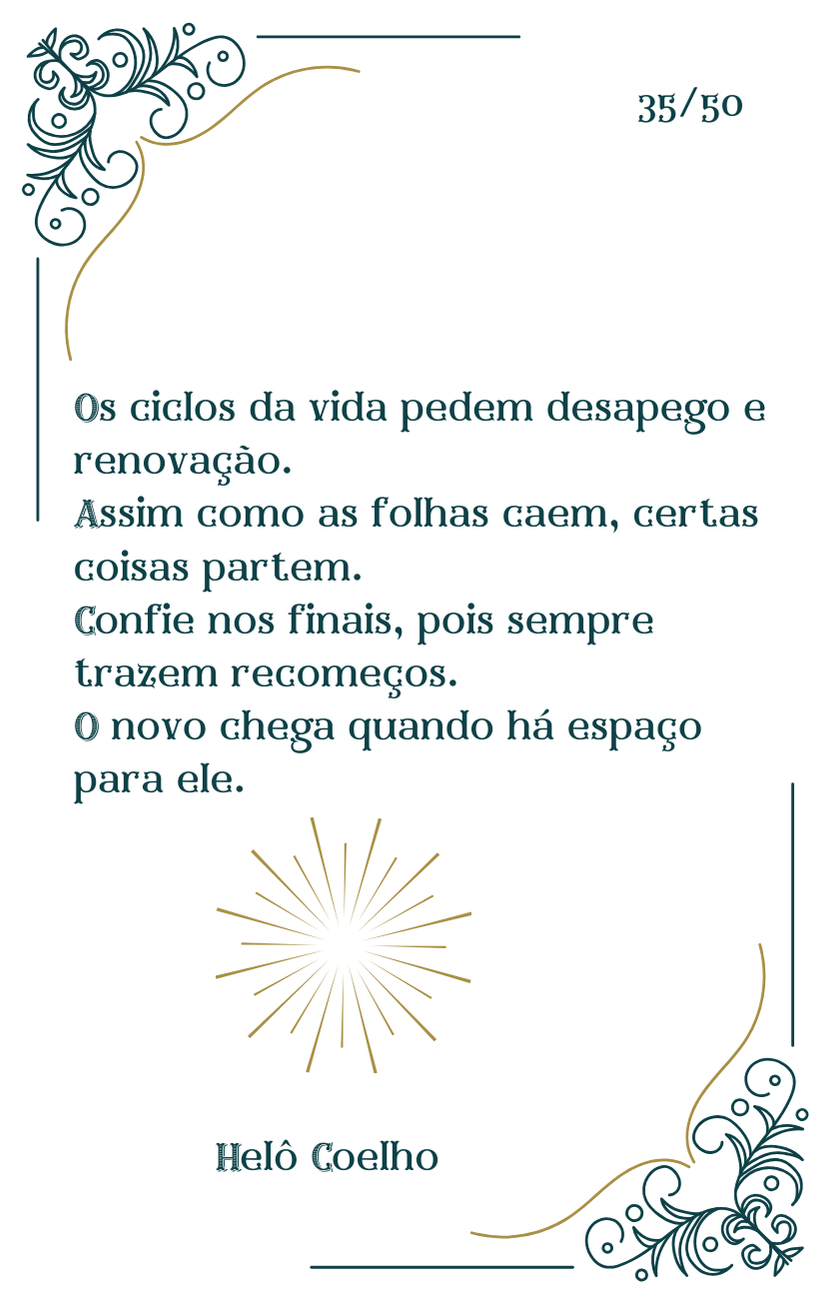 35/50
Os ciclos da vida pedem desapego e
renovação.
Assim como as folhas caem, certas
coisas partem.
Confie nos finais, pois sempre
trazem recomeços.
O novo chega quando há espaço
para ele.
Helô Coelho